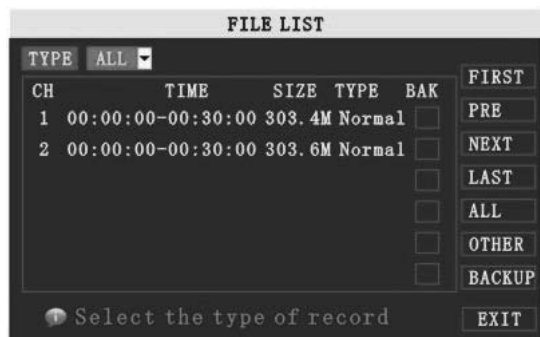 FILE LIST
TYPE ALL
CH TIME SIZE TYPE BAK
1 00:00:00-00:30:00 303.4M Normal
2 00:00:00-00:30:00 303.6M Normal
FIRST
PRE
NEXT
LAST
ALL
OTHER
BACKUP
Select the type of record
EXIT